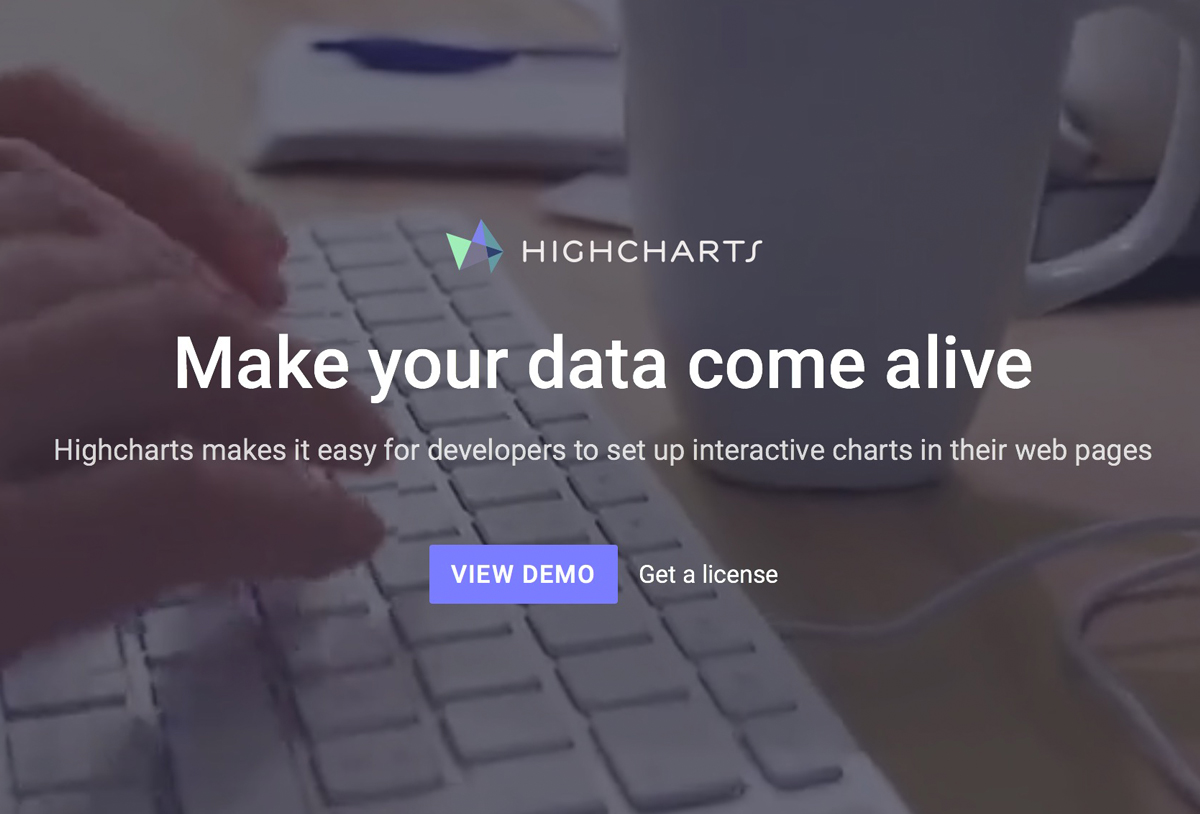 HIGHCHARTS
Make your data come alive
Highcharts makes it easy for developers to set up interactive charts in their web pages
VIEW DEMO
Get a license